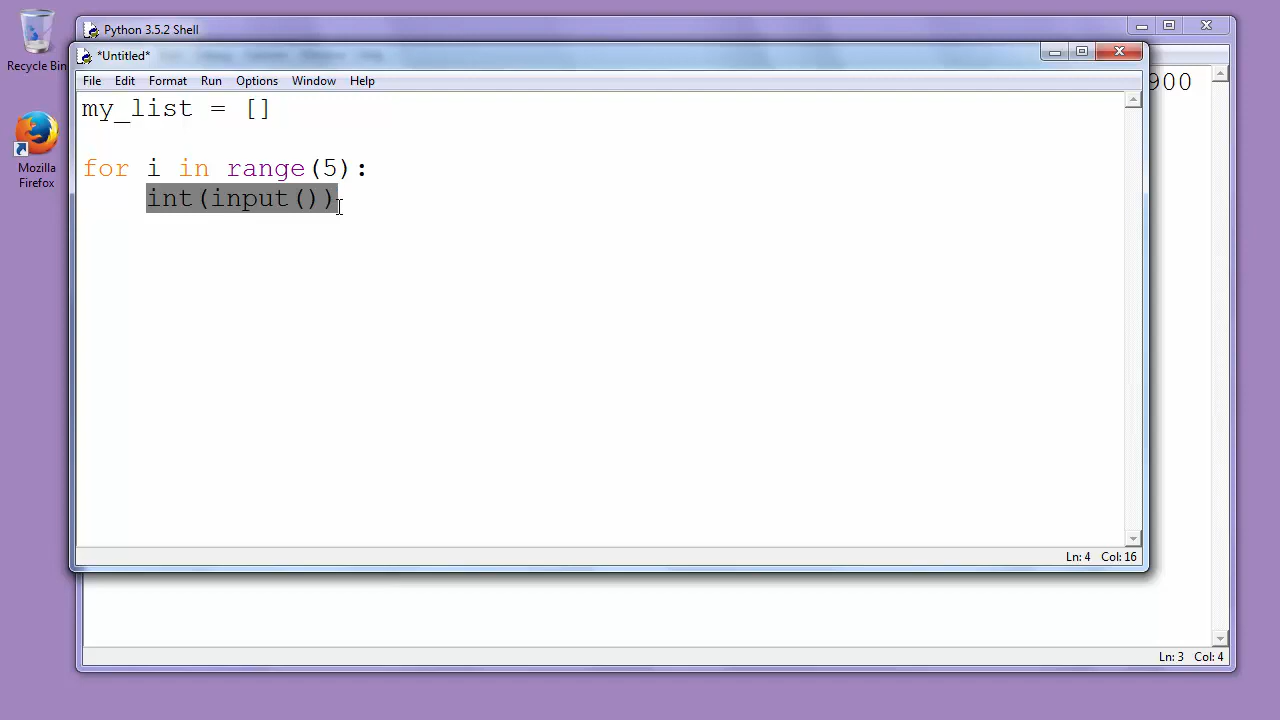 Recycle Bin
Mozilla
Firefox
Python 3.5.2 Shell
*Untitled*
File Edit Format Run Options Window Help
900
my_list = []
for i in range(5):
int(input())
Ln: 4 Col: 16
Ln: 3 Col: 4